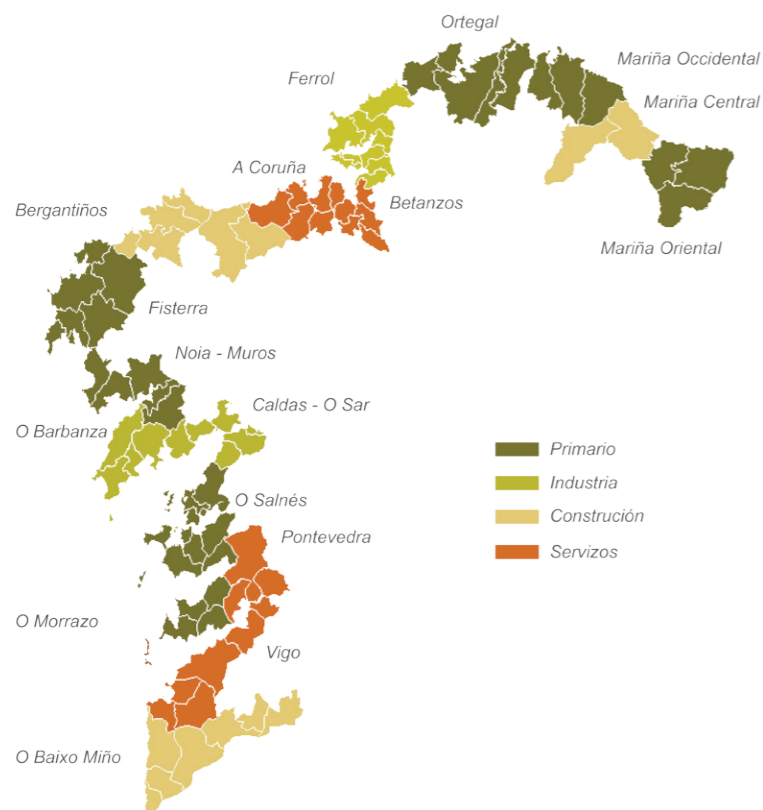 Ortegal
Mariña Occidental
Ferrol
Mariña Central
A Coruña
Betanzos
Bergantiños
Mariña Oriental
Fisterra
Noia - Muros
Caldas - O Sar
O Barbanza
Primario
Industria
O Salnés
Construción
Pontevedra
Servizos
O Morrazo
Vigo
O Baixo Miño